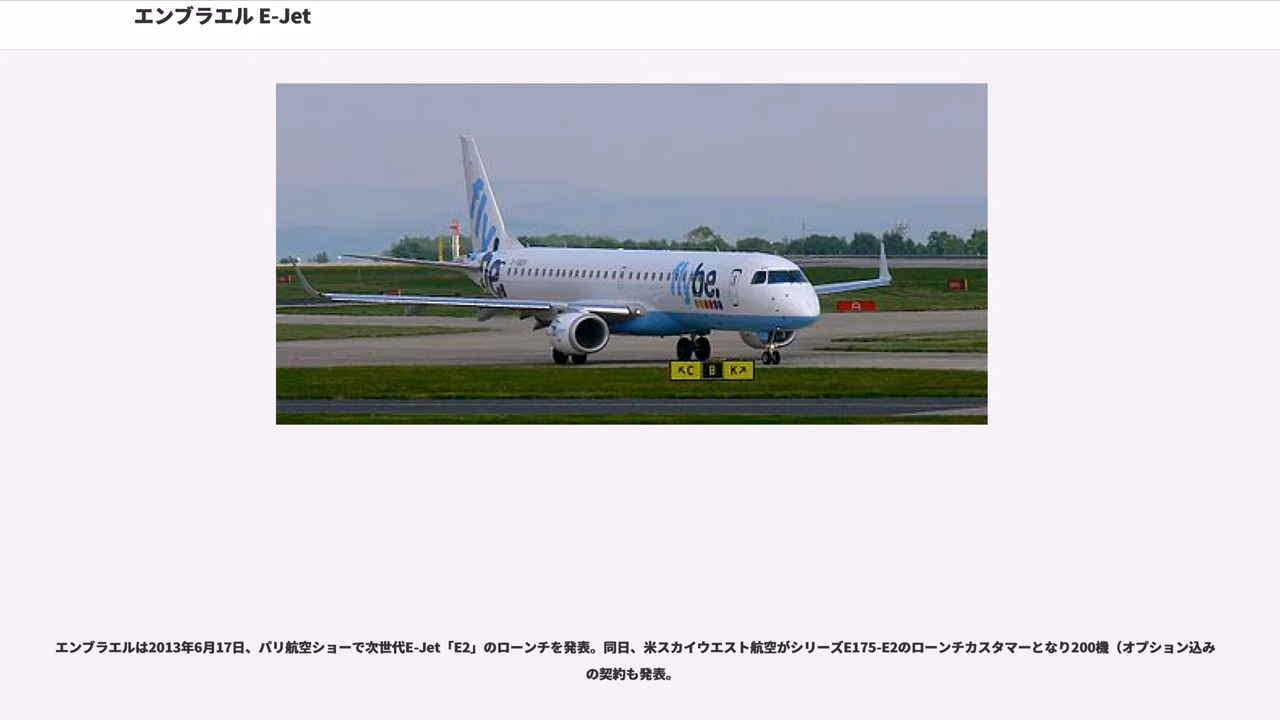 エンブラエル E-Jet
fly
be.
flybe.
A
↖C B K↗
エンブラエルは2013年6月17日、パリ航空ショーで次世代E-Jet「E2」のローンチを発表。同日、米スカイウエスト航空がシリーズE175-E2のローンチカスタマーとなり200機（オプション込み
の契約も発表。